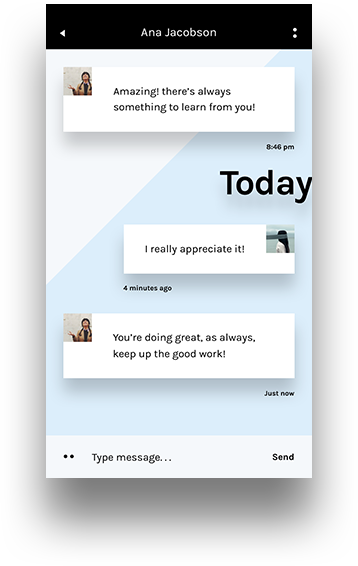 Ana Jacobson
Amazing! there’s always
something to learn from you!
8:46 pm
Today
I really appreciate it!
4 minutes ago
You’re doing great, as always,
keep up the good work!
Just now
Type message...
Send